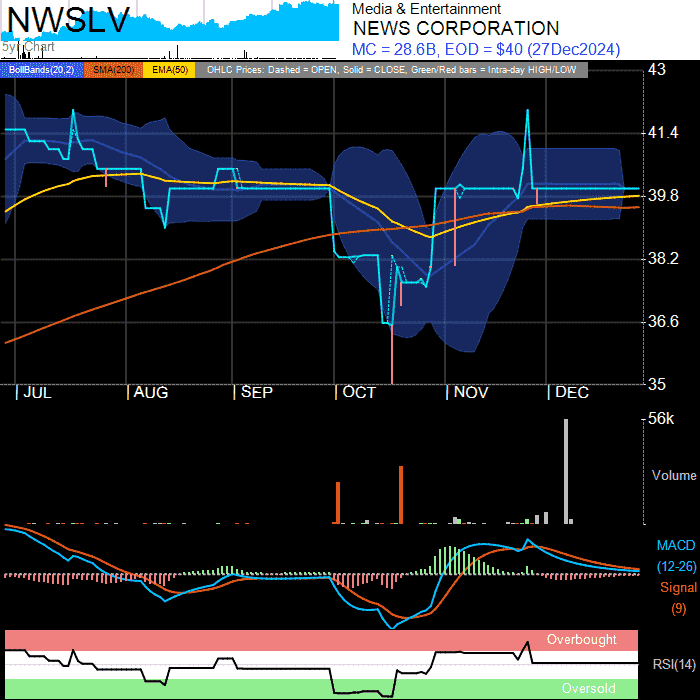 NWSLV
5yr Chart
Media & Entertainment
NEWS CORPORATION
MC = 28.6B, EOD = $40 (27Dec2024)
BollBands(20,2) SMA(200) EMA(50) OHLC Prices: Dashed = OPEN, Solid = CLOSE, Green/Red bars = Intra-day HIGH/LOW
43
41.4
39.8
38.2
36.6
35
JUL AUG SEP OCT NOV DEC
56k
Volume
MACD
(12-26)
Signal
(9)
Overbought
RSI(14)
Oversold